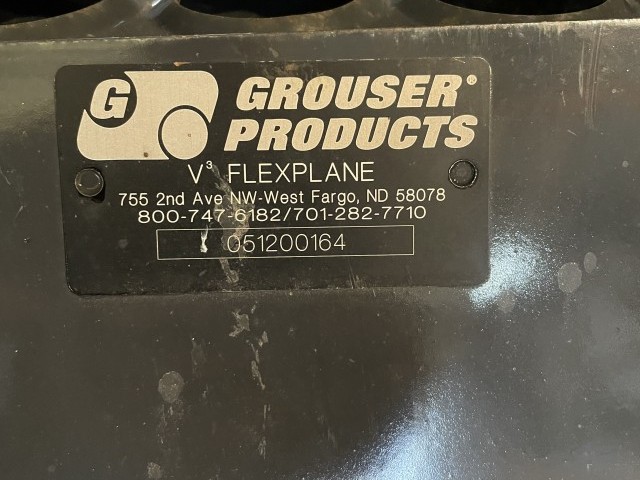 G
GROUSER®
PRODUCTS
V³ FLEXPLANE
755 2nd Ave NW-West Fargo, ND 58078
800-747-6182/701-282-7710
051200164